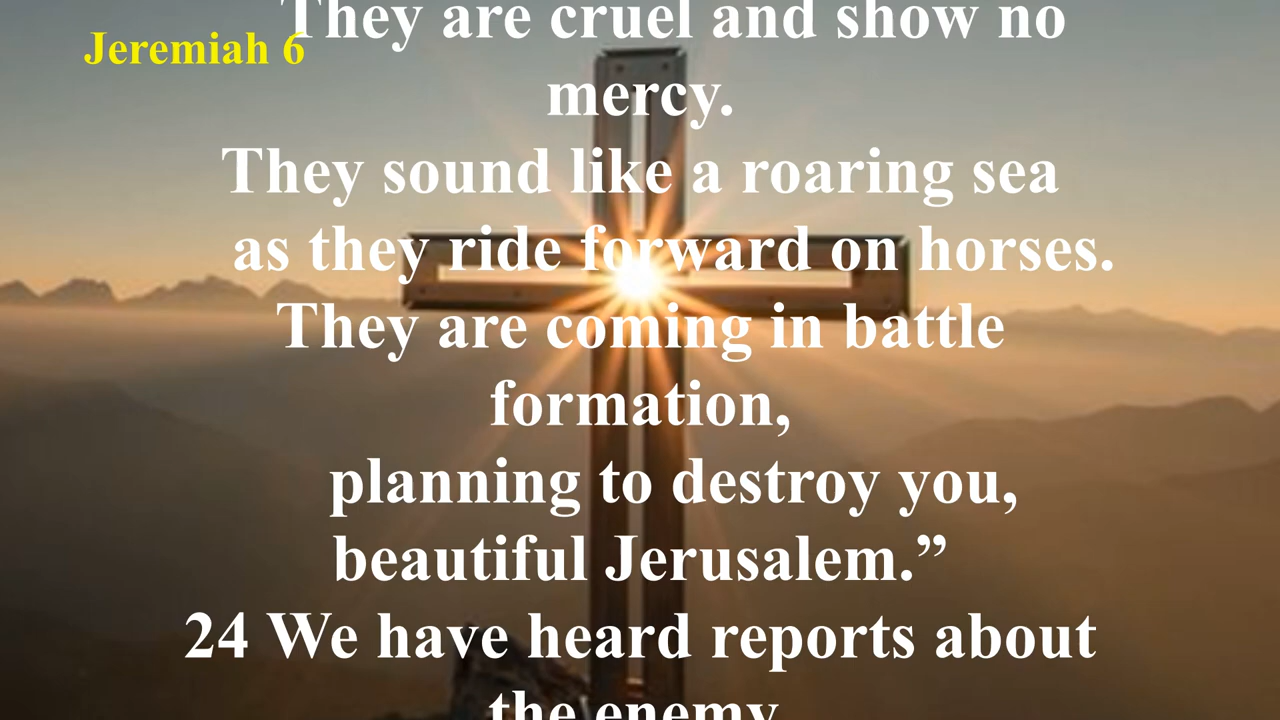 They are cruel and show no
Jeremiah 6
mercy.
They sound like a roaring sea
as they ride forward on horses.
They are coming in battle
formation,
planning to destroy you,
beautiful Jerusalem.”
24 We have heard reports about
the enemy